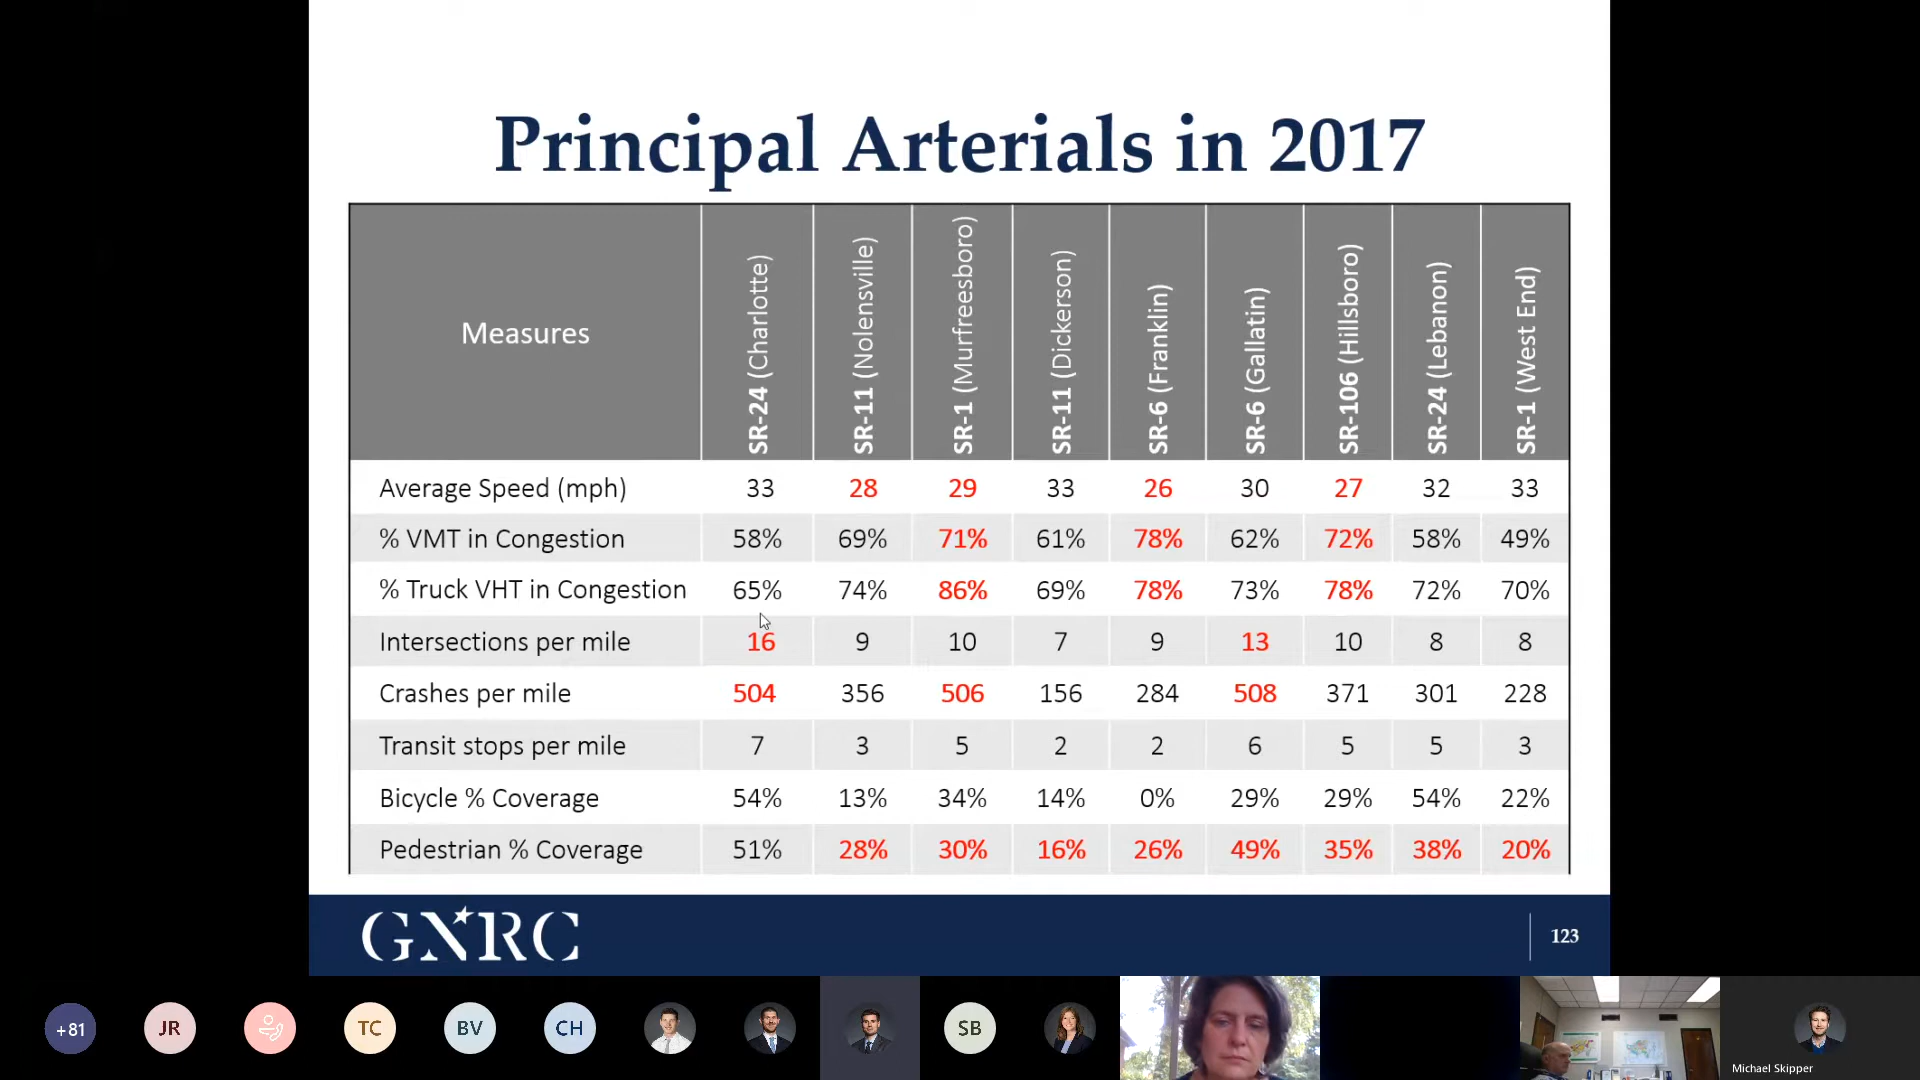 Principal Arterials in 2017
Measures
SR-24 (Charlotte)
SR-11 (Nolensville)
SR-1 (Murfreesboro)
SR-11 (Dickerson)
SR-6 (Franklin)
SR-6 (Gallatin)
SR-106 (Hillsboro)
SR-24 (Lebanon)
SR-1 (West End)
Average Speed (mph) 33 28 29 33 26 30 27 32 33
% VMT in Congestion 58% 69% 71% 61% 78% 62% 72% 58% 49%
% Truck VHT in Congestion 65% 74% 86% 69% 78% 73% 78% 72% 70%
Intersections per mile 16 9 10 7 9 13 10 8 8
Crashes per mile 504 356 506 156 284 508 371 301 228
Transit stops per mile 7 3 5 2 2 6 5 5 3
Bicycle % Coverage 54% 13% 34% 14% 0% 29% 29% 54% 22%
Pedestrian % Coverage 51% 28% 30% 16% 26% 49% 35% 38% 20%
GNRC
123
+81 JR TC BV CH SB
Michael Skipper